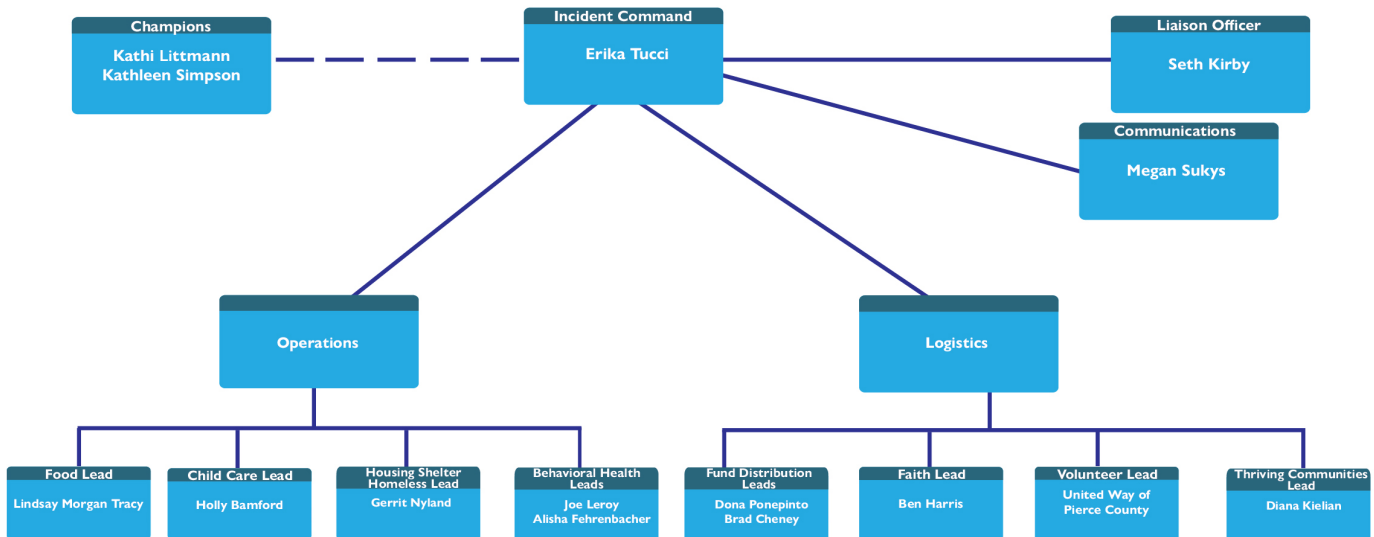 Champions
Kathi Littmann
Kathleen Simpson
Incident Command
Erika Tucci
Liaison Officer
Seth Kirby
Communications
Megan Sukys
Operations
Logistics
Food Lead
Lindsay Morgan Tracy
Child Care Lead
Holly Bamford
Housing Shelter
Homeless Lead
Gerrit Nyland
Behavioral Health
Leads
Joe Leroy
Alisha Fehrenbacher
Fund Distribution
Leads
Dona Ponepinto
Brad Cheney
Faith Lead
Ben Harris
Volunteer Lead
United Way of
Pierce County
Thriving Communities
Lead
Diana Kielian